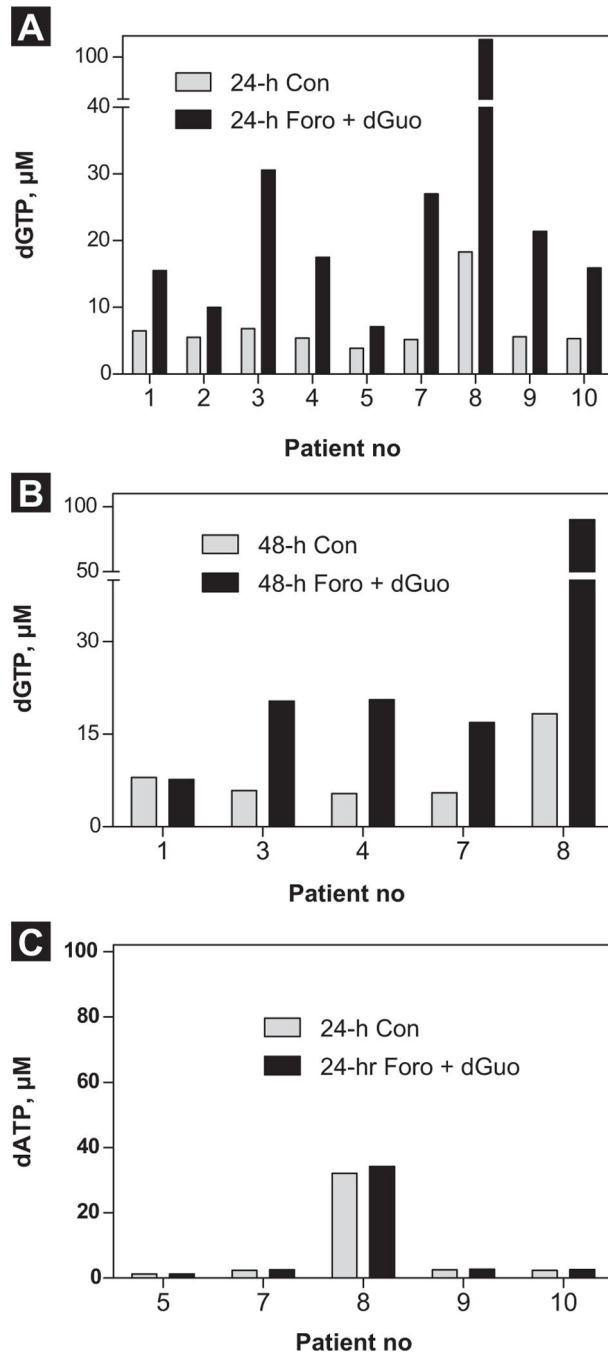 A
100
24-h Con
24-h Foro + dGuo
40
30
20
10
0
dGTP, µM
1 2 3 4 5 7 8 9 10
Patient no
B
100
48-h Con
50
48-h Foro + dGuo
30
15
0
dGTP, µM
1 3 4 7 8
Patient no
C
100
80
24-h Con
24-hr Foro + dGuo
60
40
20
0
dATP, µM
5 7 8 9 10
Patient no